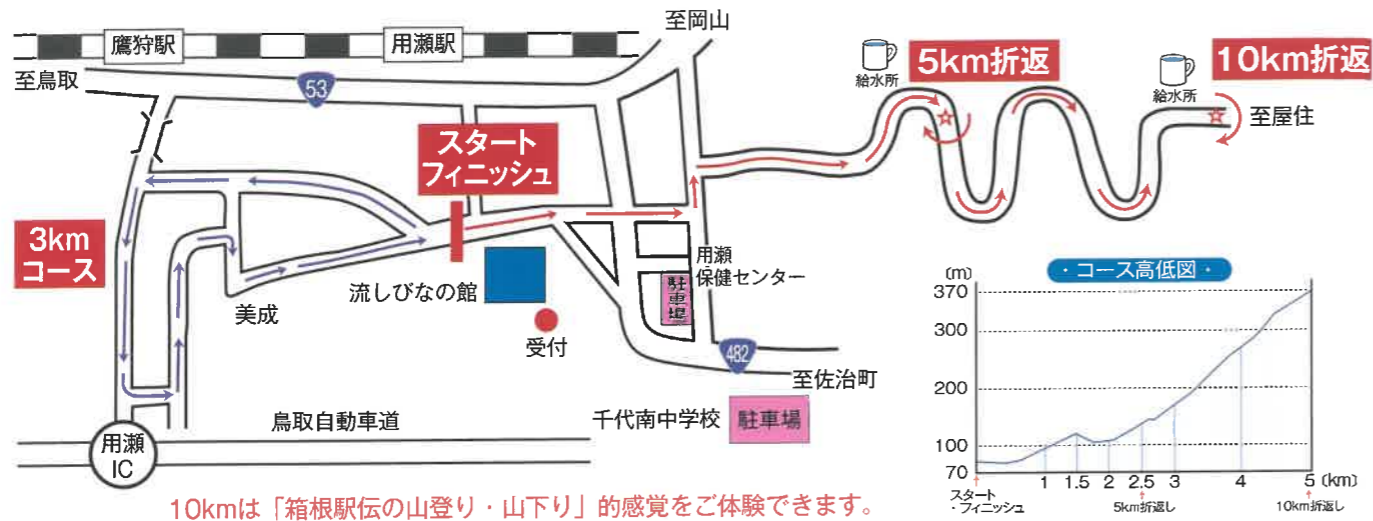 至岡山
鷹狩駅
用瀬駅
至鳥取
53
給水所
5km折返
給水所
10km折返
至屋住
スタート
フィニッシュ
3km
コース
用瀬
保健センター
駐車場
流しびなの館
美成
受付
482
至佐治町
千代南中学校
駐車場
鳥取自動車道
用瀬
IC
・コース高低図・
(m)
370
300
200
100
70
1
1.5
2
2.5
3
4
5
(km)
スタート
・フィニッシュ
5km折返し
10km折返し
10kmは「箱根駅伝の山登り・山下り」的感覚をご体験できます。